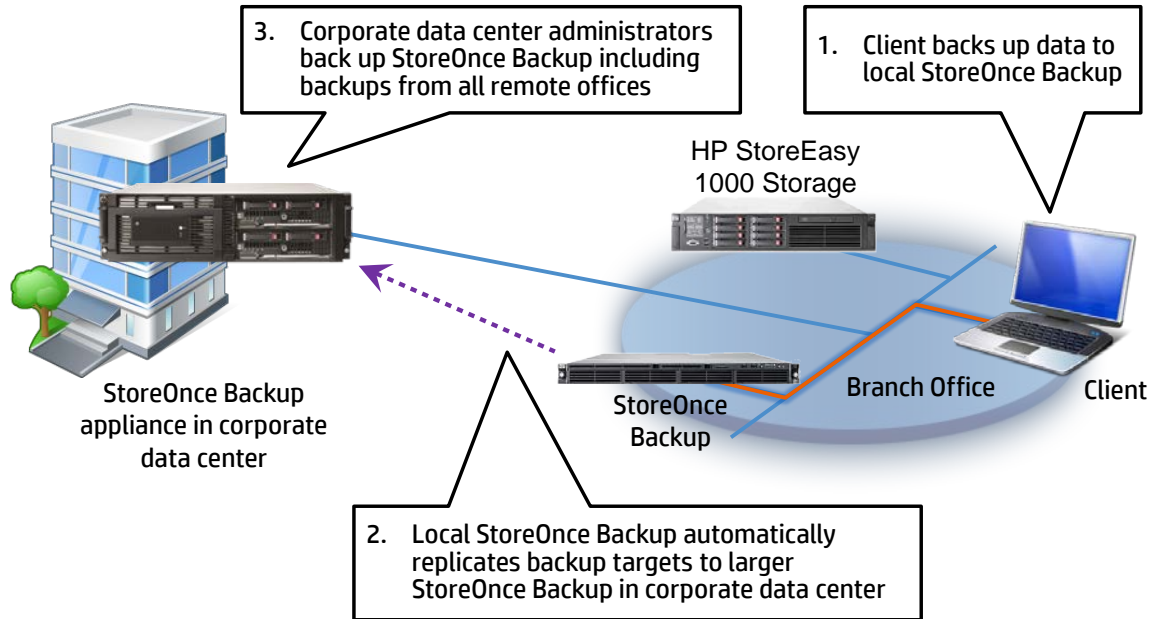 3. Corporate data center administrators
back up StoreOnce Backup including
backups from all remote offices
1. Client backs up data to
local StoreOnce Backup
HP StoreEasy
1000 Storage
StoreOnce Backup
appliance in corporate
data center
StoreOnce
Backup
Branch Office
Client
2. Local StoreOnce Backup automatically
replicates backup targets to larger
StoreOnce Backup in corporate data center